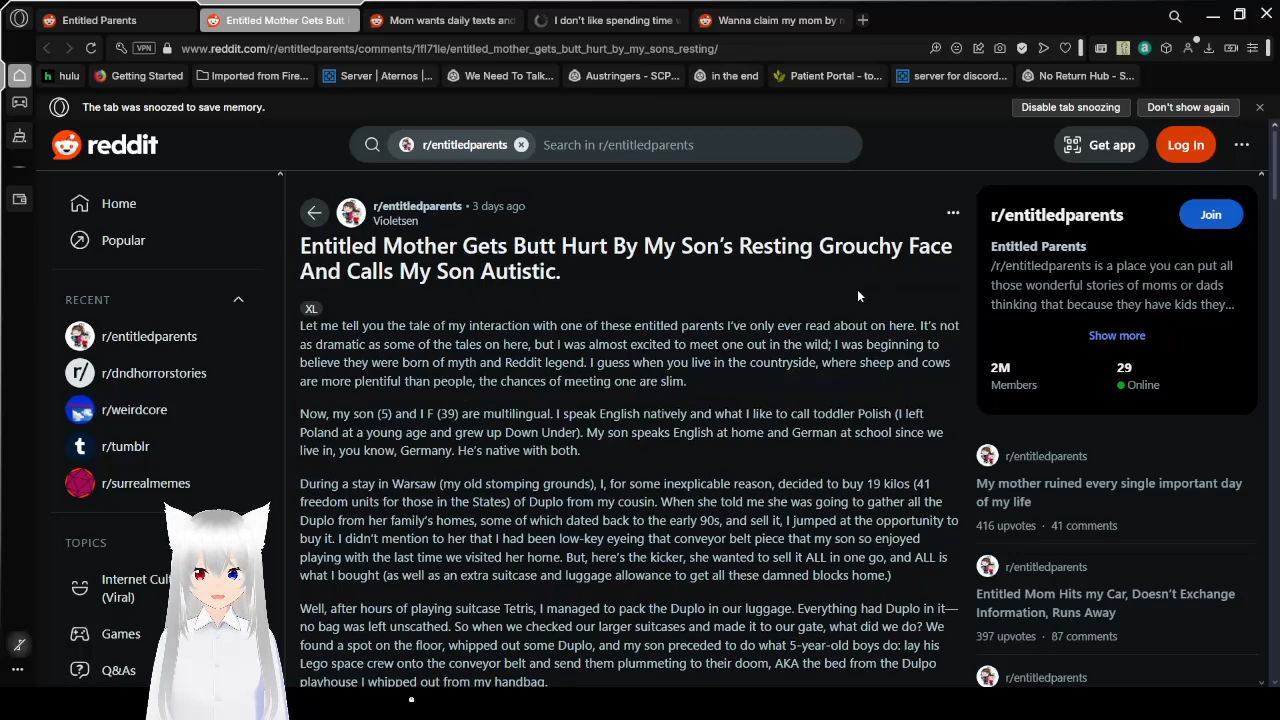 Entitled Parents
Entitled Mother Gets Butt
Mom wants daily texts and
I don't like spending time
Wanna claim my mom by
VPN
www.reddit.com/r/entitledparents/comments/1fl71le/entitled_mother_gets_butt_hurt_by_my_sons_resting/
hulu
Getting Started
Imported from Fire...
Server | Aternos |...
We Need To Talk...
Austringers - SCP...
in the end
Patient Portal - to...
server for discord...
No Return Hub - S...
The tab was snoozed to save memory.
Disable tab snoozing
Don't show again
reddit
r/entitledparents
Search in r/entitledparents
Get app
Log In
Home
Popular
RECENT
r/entitledparents
r/dndhorrorstories
r/weirdcore
r/tumblr
r/surrealmemes
TOPICS
Internet Cul
(Viral)
Games
Q&As
r/entitledparents • 3 days ago
Violetsen
Entitled Mother Gets Butt Hurt By My Son's Resting Grouchy Face
And Calls My Son Autistic.
XL
Let me tell you the tale of my interaction with one of these entitled parents I've only ever read about on here. It's not
as dramatic as some of the tales on here, but I was almost excited to meet one out in the wild; I was beginning to
believe they were born of myth and Reddit legend. I guess when you live in the countryside, where sheep and cows
are more plentiful than people, the chances of meeting one are slim.
Now, my son (5) and I F (39) are multilingual. I speak English natively and what I like to call toddler Polish (I left
Poland at a young age and grew up Down Under). My son speaks English at home and German at school since we
live in, you know, Germany. He's native with both.
During a stay in Warsaw (my old stomping grounds), I, for some inexplicable reason, decided to buy 19 kilos (41
freedom units for those in the States) of Duplo from my cousin. When she told me she was going to gather all the
Duplo from her family's homes, some of which dated back to the early 90s, and sell it, I jumped at the opportunity to
buy it. I didn't mention to her that I had been low-key eyeing that conveyor belt piece that my son so enjoyed
playing with the last time we visited her home. But, here's the kicker, she wanted to sell it ALL in one go, and ALL is
what I bought (as well as an extra suitcase and luggage allowance to get all these damned blocks home.)
Well, after hours of playing suitcase Tetris, I managed to pack the Duplo in our luggage. Everything had Duplo in it—
no bag was left unscathed. So when we checked our larger suitcases and made it to our gate, what did we do? We
found a spot on the floor, whipped out some Duplo, and my son preceded to do what 5-year-old boys do: lay his
Lego space crew onto the conveyor belt and send them plummeting to their doom, AKA the bed from the Dulpo
playhouse I whipped out from my handbag.
r/entitledparents
Join
Entitled Parents
/r/entitledparents is a place you can put all
those wonderful stories of moms or dads
thinking that because they have kids they...
Show more
2M
Members
29
Online
r/entitledparents
My mother ruined every single important day
of my life
416 upvotes • 41 comments
r/entitledparents
Entitled Mom Hits my Car, Doesn't Exchange
Information, Runs Away
397 upvotes • 87 comments
r/entitledparents